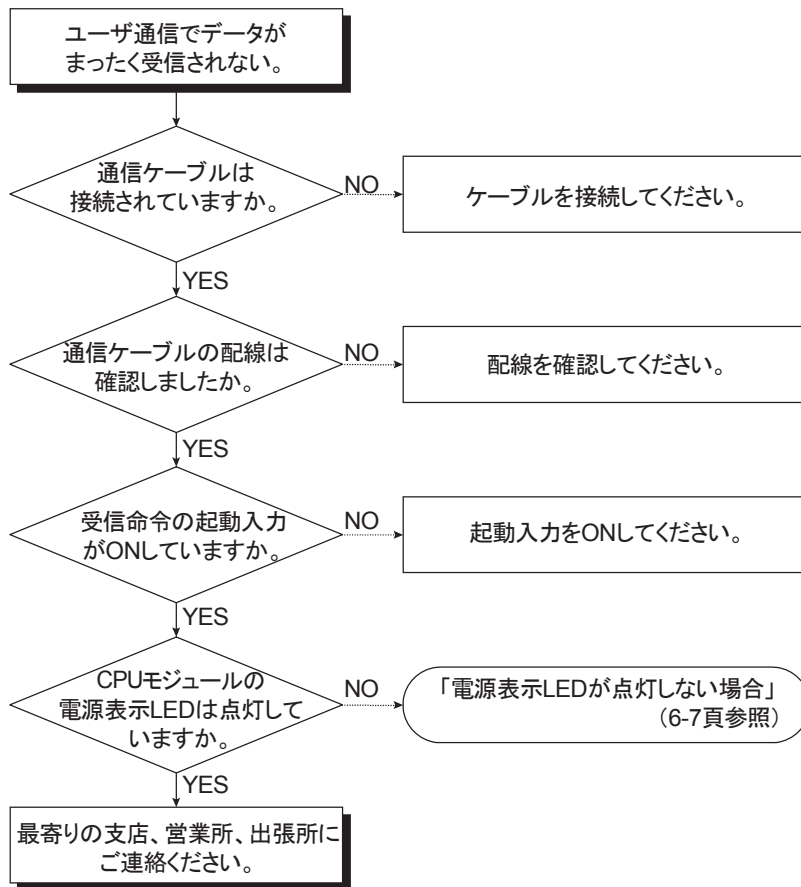 ユーザ通信でデータが
まったく受信されない。
通信ケーブルは
接続されていますか。
NO
ケーブルを接続してください。
YES
通信ケーブルの配線は
確認しましたか。
NO
配線を確認してください。
YES
受信命令の起動入力
がONしていますか。
NO
起動入力をONしてください。
YES
CPUモジュールの
電源表示LEDは点灯して
いますか。
NO
「電源表示LEDが点灯しない場合」
（6-7頁参照）
YES
最寄りの支店、営業所、出張所に
ご連絡ください。